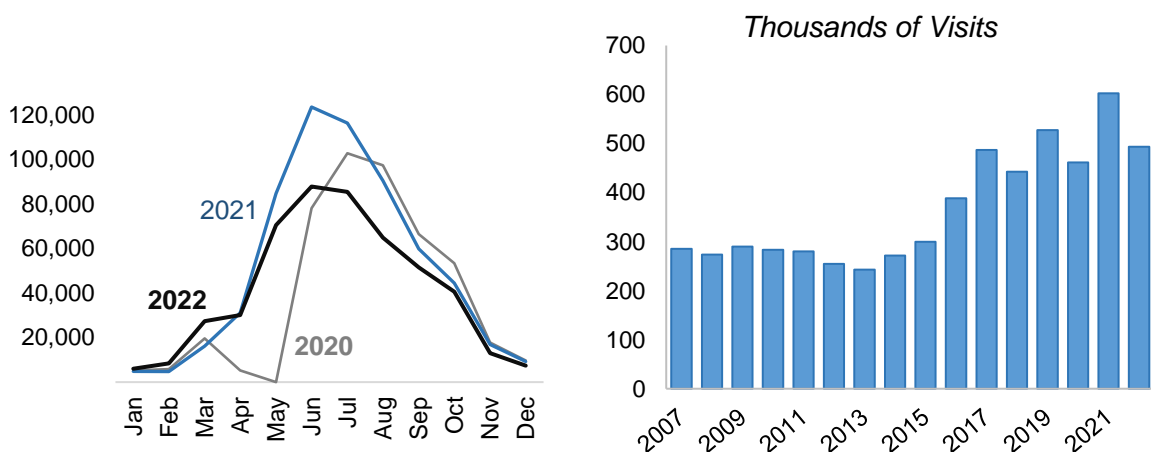 120,000
100,000
80,000
60,000
40,000
20,000
2021
2022
2020
Jan
Feb
Mar
Apr
May
Jun
Jul
Aug
Sep
Oct
Nov
Dec
Thousands of Visits
700
600
500
400
300
200
100
0
2007
2009
2011
2013
2015
2017
2019
2021